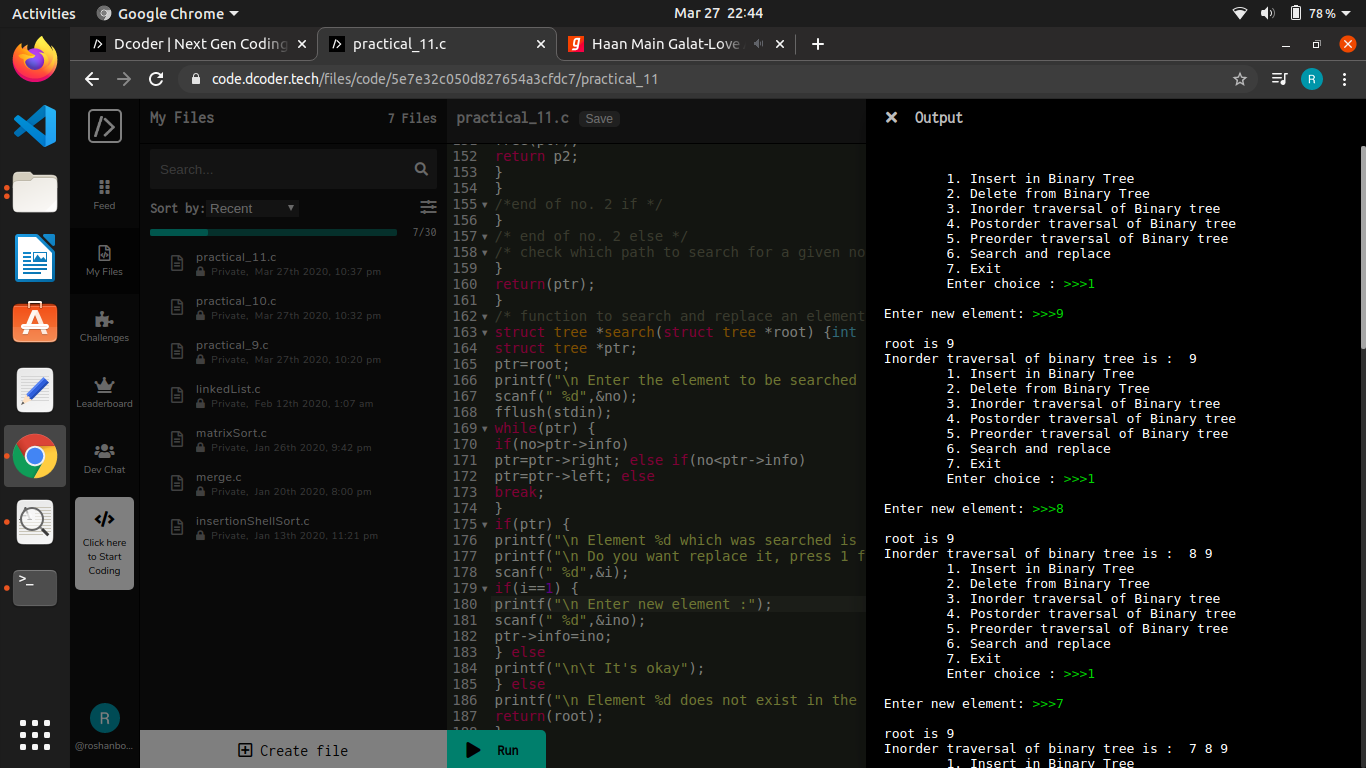 Activities
Google Chrome
Mar 27 22:44
78 %
Dcoder | Next Gen Coding
practical_11.c
Haan Main Galat-Love
code.dcoder.tech/files/code/5e7e32c050d827654a3cfdc7/practical_11
R
My Files
7 Files
Search...
Sort by: Recent
7/30
practical_11.c
Private, Mar 27th 2020, 10:37 pm
practical_10.c
Private, Mar 27th 2020, 10:32 pm
practical_9.c
Private, Mar 27th 2020, 10:20 pm
linkedList.c
Private, Feb 12th 2020, 1:07 am
matrixSort.c
Private, Jan 26th 2020, 9:42 pm
merge.c
Private, Jan 20th 2020, 8:00 pm
insertionShellSort.c
Private, Jan 13th 2020, 11:21 pm
Create file
Feed
My Files
Challenges
Leaderboard
Dev Chat
Click here
to Start
Coding
R
@roshanbo...
practical_11.c
Save
152 return p2;
153 }
154 }
155 /*end of no. 2 if */
156 }
157 /* end of no. 2 else */
158 /* check which path to search for a given no
159 }
160 return(ptr);
161 }
162 /* function to search and replace an element
163 struct tree *search(struct tree *root) {int
164 struct tree *ptr;
165 ptr=root;
166 printf("\n Enter the element to be searched
167 scanf(" %d",&no);
168 fflush(stdin);
169 while(ptr) {
170 if(no>ptr->info)
171 ptr=ptr->right; else if(no<ptr->info)
172 ptr=ptr->left; else
173 break;
174 }
175 if(ptr) {
176 printf("\n Element %d which was searched is
177 printf("\n Do you want replace it, press 1 f
178 scanf(" %d",&i);
179 if(i==1) {
180 printf("\n Enter new element :");
181 scanf(" %d",&ino);
182 ptr->info=ino;
183 } else
184 printf("\n\t It's okay");
185 } else
186 printf("\n Element %d does not exist in the
187 return(root);
Run
Output
1. Insert in Binary Tree
2. Delete from Binary Tree
3. Inorder traversal of Binary tree
4. Postorder traversal of Binary tree
5. Preorder traversal of Binary tree
6. Search and replace
7. Exit
Enter choice : >>>1
Enter new element: >>>9
root is 9
Inorder traversal of binary tree is : 9
1. Insert in Binary Tree
2. Delete from Binary Tree
3. Inorder traversal of Binary tree
4. Postorder traversal of Binary tree
5. Preorder traversal of Binary tree
6. Search and replace
7. Exit
Enter choice : >>>1
Enter new element: >>>8
root is 9
Inorder traversal of binary tree is : 8 9
1. Insert in Binary Tree
2. Delete from Binary Tree
3. Inorder traversal of Binary tree
4. Postorder traversal of Binary tree
5. Preorder traversal of Binary tree
6. Search and replace
7. Exit
Enter choice : >>>1
Enter new element: >>>7
root is 9
Inorder traversal of binary tree is : 7 8 9
1. Insert in Binary Tree